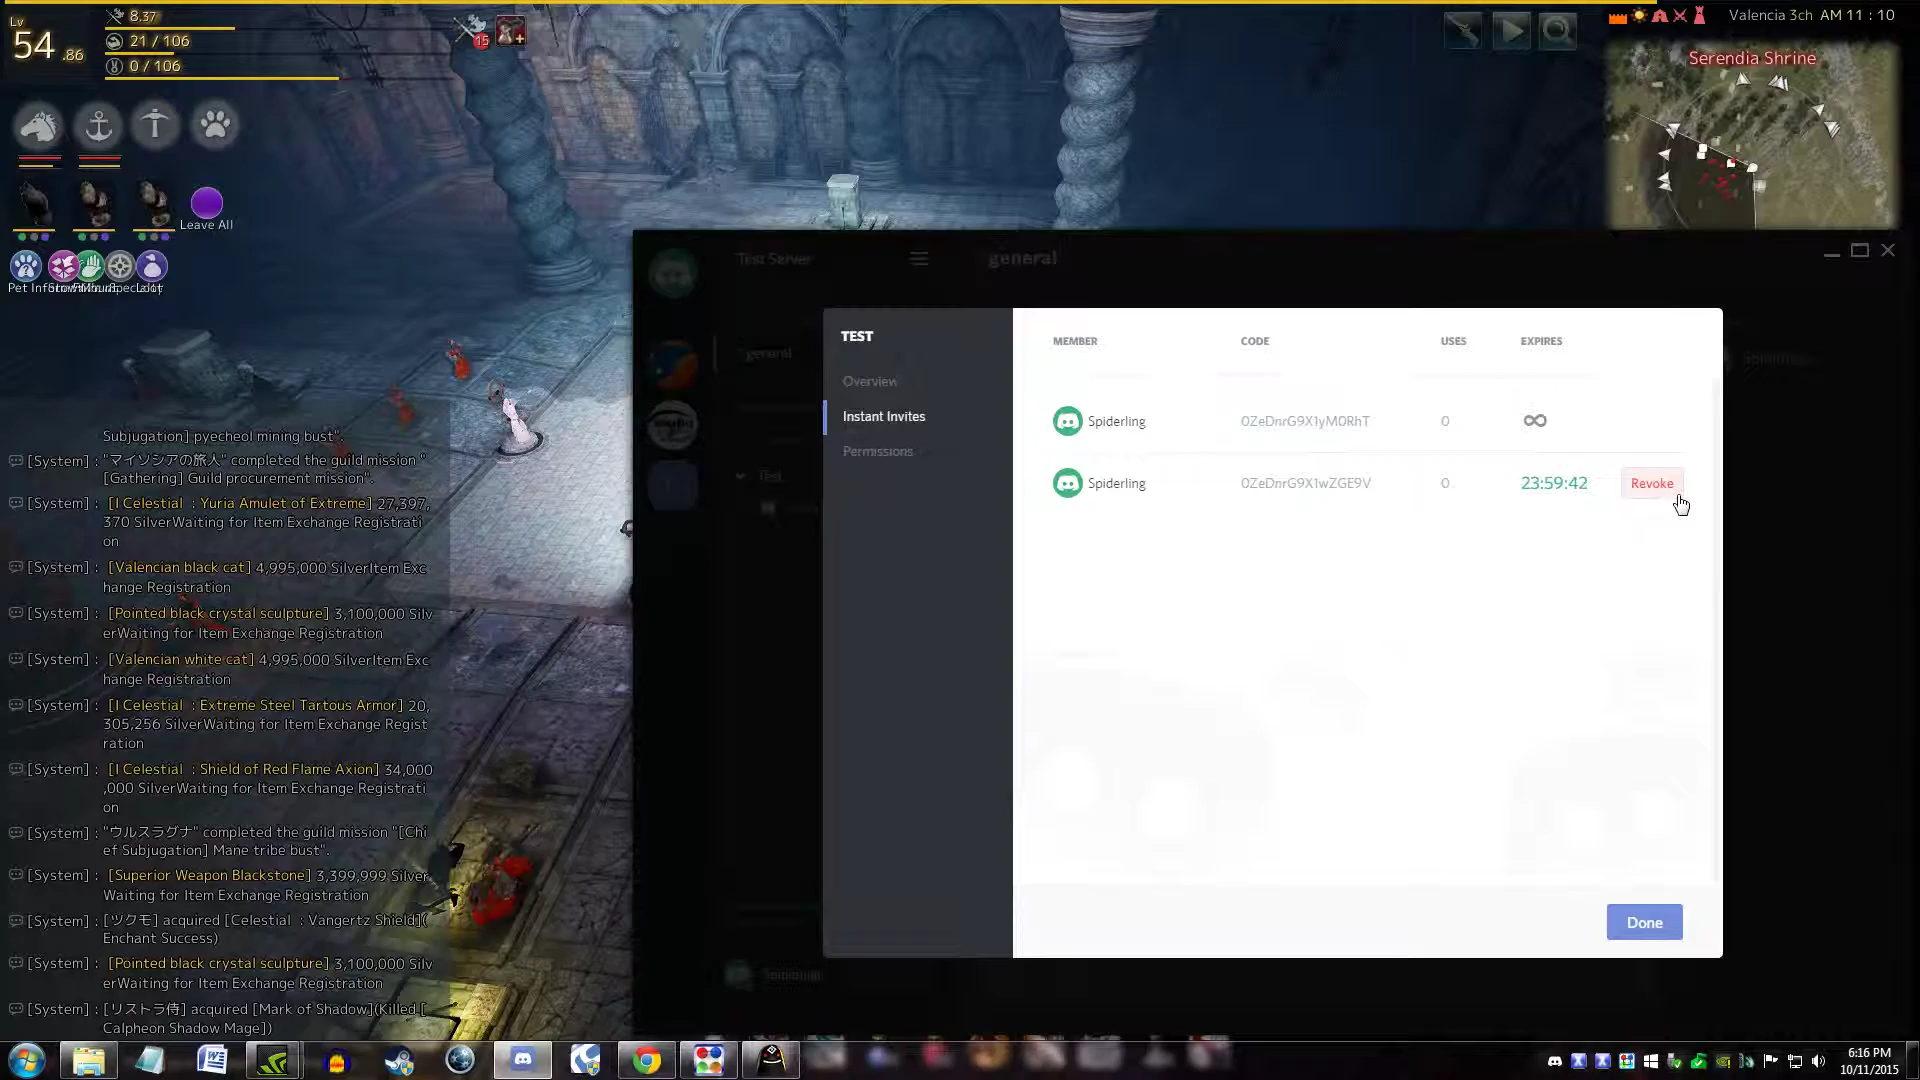 Lv
54 .86
8.37
21 / 106
0 / 106
15
Valencia 3ch AM 11 : 10
Serendia Shrine
Leave All
Pet Inform
Test Server
general
general
Test
TEST
Overview
Instant Invites
Permissions
MEMBER CODE USES EXPIRES
Spiderling 0ZeDnrG9X1yM0RhT 0 ∞
Spiderling 0ZeDnrG9X1wZGE9V 0 23:59:42 Revoke
Done
Subjugation] pyecheol mining bust".
[System] : "マイソシアの旅人" completed the guild mission "
[Gathering] Guild procurement mission".
[System] : [I Celestial : Yuria Amulet of Extreme] 27,397,
370 SilverWaiting for Item Exchange Registrati
on
[System] : [Valencian black cat] 4,995,000 SilverItem Exc
hange Registration
[System] : [Pointed black crystal sculpture] 3,100,000 Silv
erWaiting for Item Exchange Registration
[System] : [Valencian white cat] 4,995,000 SilverItem Exc
hange Registration
[System] : [I Celestial : Extreme Steel Tartous Armor] 20,
305,256 SilverWaiting for Item Exchange Regist
ration
[System] : [I Celestial : Shield of Red Flame Axion] 34,000
,000 SilverWaiting for Item Exchange Registrati
on
[System] : "ウルスラグナ" completed the guild mission "[Chi
ef Subjugation] Mane tribe bust".
[System] : [Superior Weapon Blackstone] 3,399,999 Silver
Waiting for Item Exchange Registration
[System] : [ツクモ] acquired [Celestial : Vangertz Shield](
Enchant Success)
[System] : [Pointed black crystal sculpture] 3,100,000 Silv
erWaiting for Item Exchange Registration
[System] : [リストラ侍] acquired [Mark of Shadow](Killed [
Calpheon Shadow Mage])
6:16 PM
10/11/2015